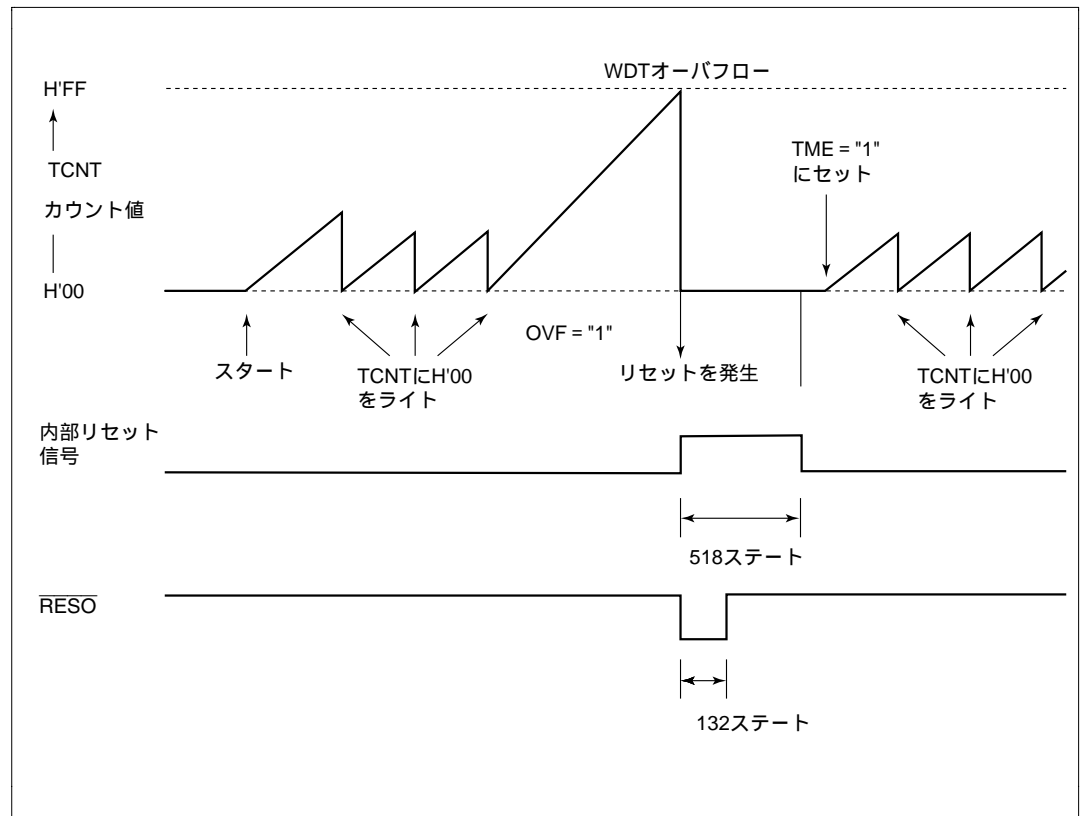 WDTオーバフロー
H'FF
TME = "1"
にセット
TCNT
カウント値
H'00
OVF = "1"
スタート
TCNTにH'00
をライト
リセットを発生
TCNTにH'00
をライト
内部リセット
信号
518ステート
RESO
132ステート